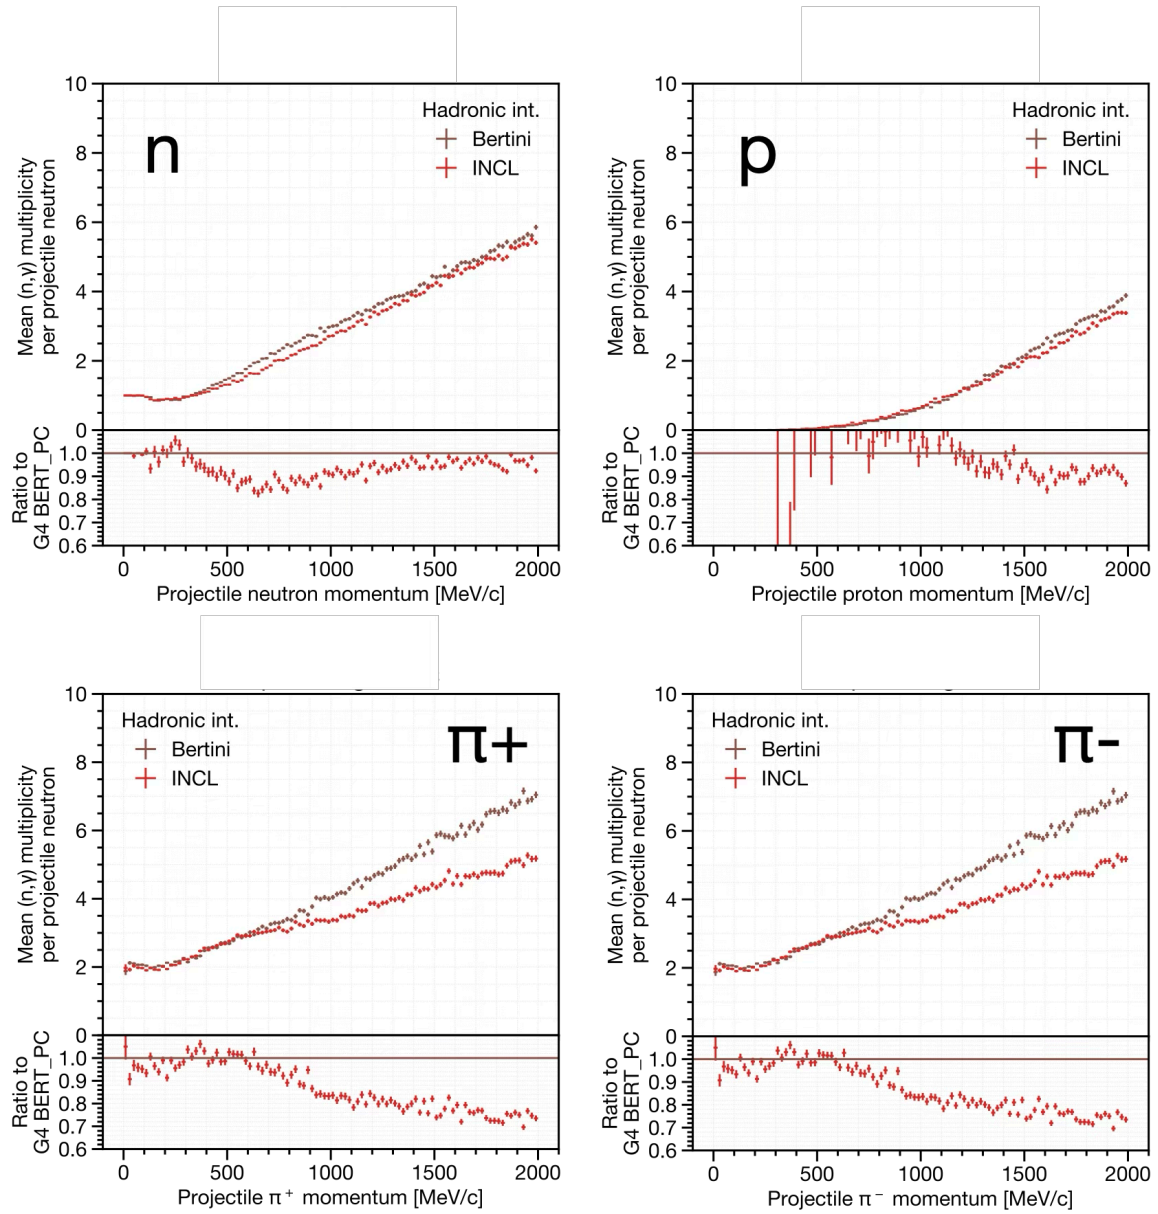 n
Hadronic int.
Bertini
INCL
Mean (n,γ) multiplicity
per projectile neutron
10
8
6
4
2
0
Ratio to
G4 BERT_PC
1.0
0.9
0.8
0.7
0.6
0 500 1000 1500 2000
Projectile neutron momentum [MeV/c]
p
Hadronic int.
Bertini
INCL
Mean (n,γ) multiplicity
per projectile neutron
10
8
6
4
2
0
Ratio to
G4 BERT_PC
1.0
0.9
0.8
0.7
0.6
0 500 1000 1500 2000
Projectile proton momentum [MeV/c]
π+
Hadronic int.
Bertini
INCL
Mean (n,γ) multiplicity
per projectile neutron
10
8
6
4
2
0
Ratio to
G4 BERT_PC
1.0
0.9
0.8
0.7
0.6
0 500 1000 1500 2000
Projectile π⁺ momentum [MeV/c]
π-
Hadronic int.
Bertini
INCL
Mean (n,γ) multiplicity
per projectile neutron
10
8
6
4
2
0
Ratio to
G4 BERT_PC
1.0
0.9
0.8
0.7
0.6
0 500 1000 1500 2000
Projectile π⁻ momentum [MeV/c]